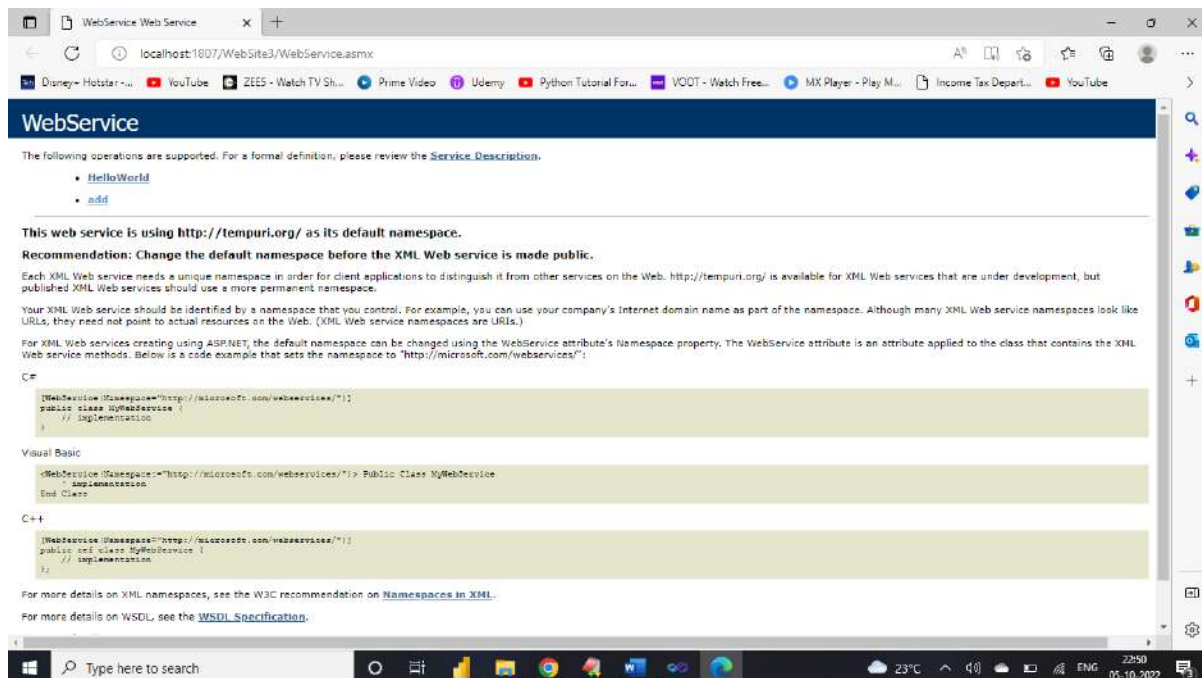 WebService Web Service
localhost:1807/WebSite3/WebService.asmx
Disney+ Hotstar -... YouTube ZEE5 - Watch TV Sh... Prime Video Udemy Python Tutorial For... VOOT - Watch Free... MX Player - Play M... Income Tax Depart... YouTube
WebService
The following operations are supported. For a formal definition, please review the Service Description.
• HelloWorld
• add
This web service is using http://tempuri.org/ as its default namespace.
Recommendation: Change the default namespace before the XML Web service is made public.
Each XML Web service needs a unique namespace in order for client applications to distinguish it from other services on the Web. http://tempuri.org/ is available for XML Web services that are under development, but
published XML Web services should use a more permanent namespace.
Your XML Web service should be identified by a namespace that you control. For example, you can use your company's Internet domain name as part of the namespace. Although many XML Web service namespaces look like
URLs, they need not point to actual resources on the Web. (XML Web service namespaces are URIs.)
For XML Web services creating using ASP.NET, the default namespace can be changed using the WebService attribute's Namespace property. The WebService attribute is an attribute applied to the class that contains the XML
Web service methods. Below is a code example that sets the namespace to "http://microsoft.com/webservices/":
C#
[WebService(Namespace="http://microsoft.com/webservices/")]
public class MyWebService {
// implementation
}
Visual Basic
<WebService(Namespace:="http://microsoft.com/webservices/")> Public Class MyWebService
' implementation
End Class
C++
[WebService(Namespace="http://microsoft.com/webservices/")]
public ref class MyWebService {
// implementation
};
For more details on XML namespaces, see the W3C recommendation on Namespaces in XML.
For more details on WSDL, see the WSDL Specification.
Type here to search
23°C ENG 22:50
05-10-2022